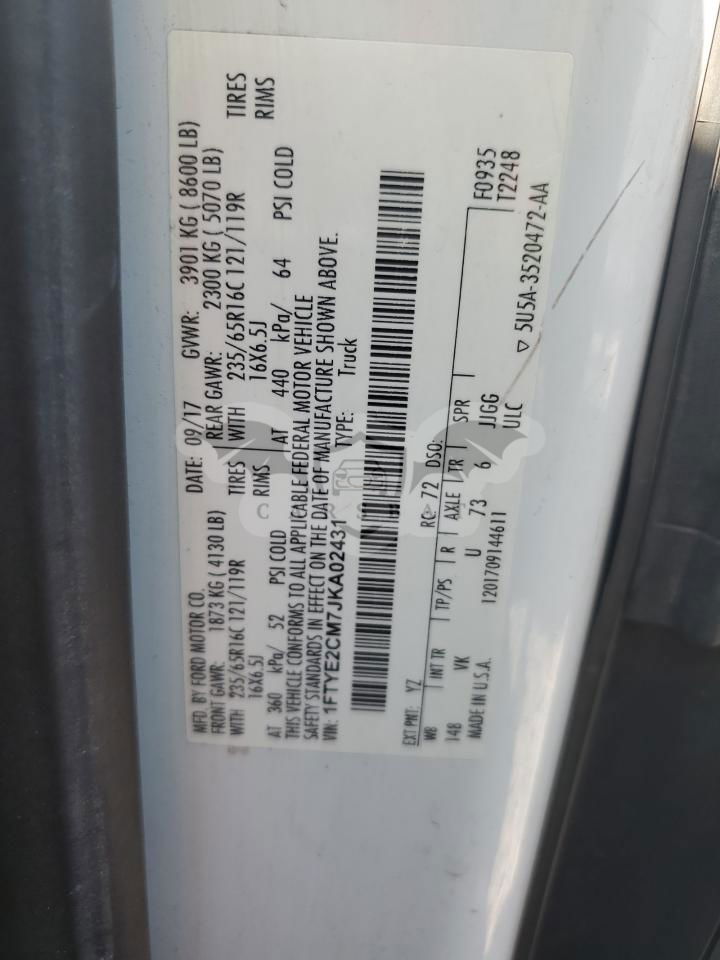 MFD. BY FORD MOTOR CO. DATE: 09/17 GVWR: 3901 KG ( 8600 LB)
FRONT GAWR: 1873 KG ( 4130 LB) REAR GAWR: 2300 KG ( 5070 LB)
WITH 235/65R16C 121/119R TIRES WITH 235/65R16C 121/119R TIRES
16X6.5J RIMS 16X6.5J RIMS
AT 360 kPa/ 52 PSI COLD AT 440 kPa/ 64 PSI COLD
THIS VEHICLE CONFORMS TO ALL APPLICABLE FEDERAL MOTOR VEHICLE
SAFETY STANDARDS IN EFFECT ON THE DATE OF MANUFACTURE SHOWN ABOVE.
VIN: 1FTYE2CM7JKA02431 TYPE: Truck
EXT PNT: YZ RC: 72 DSO:
WB INT TR TP/PS R AXLE TR SPR F0935
148 VK U 73 6 JJGG T2248
MADE IN U.S.A. 1201709144611 ULC
▽ 5U5A-3520472-AA